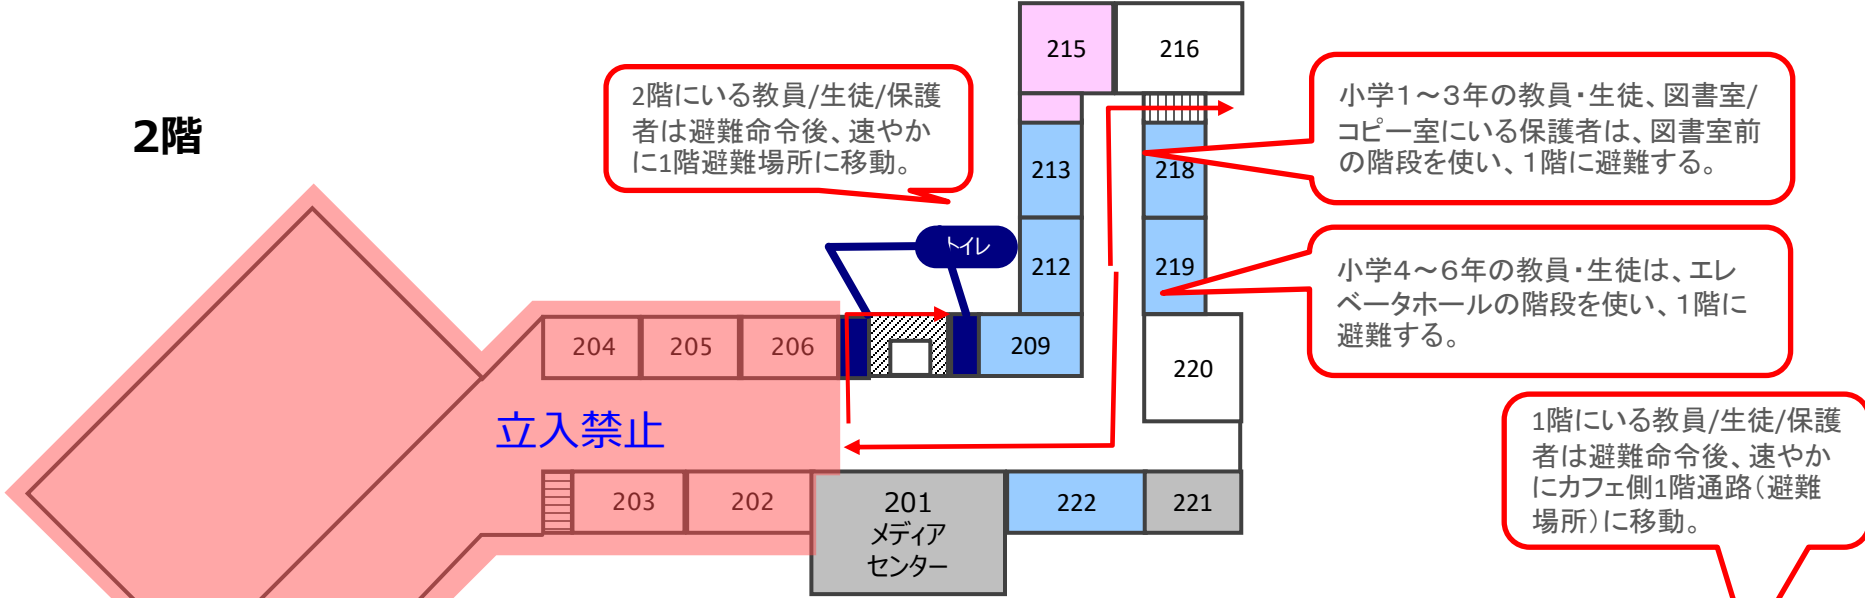 2階
2階にいる教員/生徒/保護
者は避難命令後、速やか
に1階避難場所に移動。
215
216
小学1～3年の教員・生徒、図書室/
コピー室にいる保護者は、図書室前
の階段を使い、1階に避難する。
213
218
トイレ
212
219
小学4～6年の教員・生徒は、エレ
ベータホールの階段を使い、1階に
避難する。
204
205
206
209
220
立入禁止
1階にいる教員/生徒/保護
者は避難命令後、速やか
にカフェ側1階通路(避難
場所)に移動。
203
202
201
メディア
センター
222
221